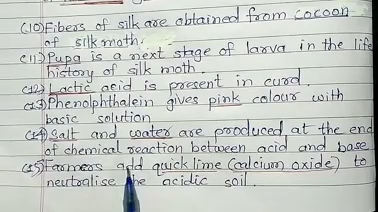 (10) Fibers of silk are obtained from cocoon
of silk moth.
(11) Pupa is a next stage of larva in the life
history of silk moth.
(12) Lactic acid is present in curd.
(13) Phenolphthalein gives pink colour with
basic solution
(14) Salt and water are produced at the end
of chemical reaction between acid and base
(15) Farmers add quick lime (calcium oxide) to
neutralise the acidic soil.